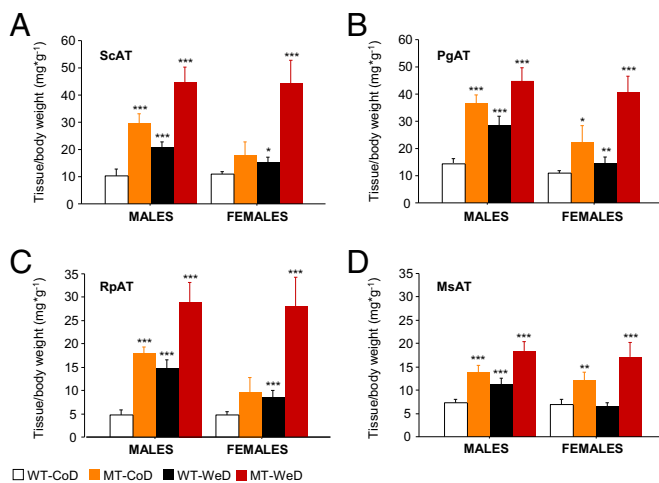 A
Tissue/body weight (mg*g⁻¹)
60
50
40
30
20
10
0
ScAT
***
***
***
***
*
MALES
FEMALES
B
Tissue/body weight (mg*g⁻¹)
60
50
40
30
20
10
0
PgAT
***
***
***
*
**
***
MALES
FEMALES
C
Tissue/body weight (mg*g⁻¹)
35
30
25
20
15
10
5
0
RpAT
***
***
***
***
***
MALES
FEMALES
D
Tissue/body weight (mg*g⁻¹)
35
30
25
20
15
10
5
0
MsAT
***
***
***
**
***
MALES
FEMALES
WT-CoD MT-CoD WT-WeD MT-WeD